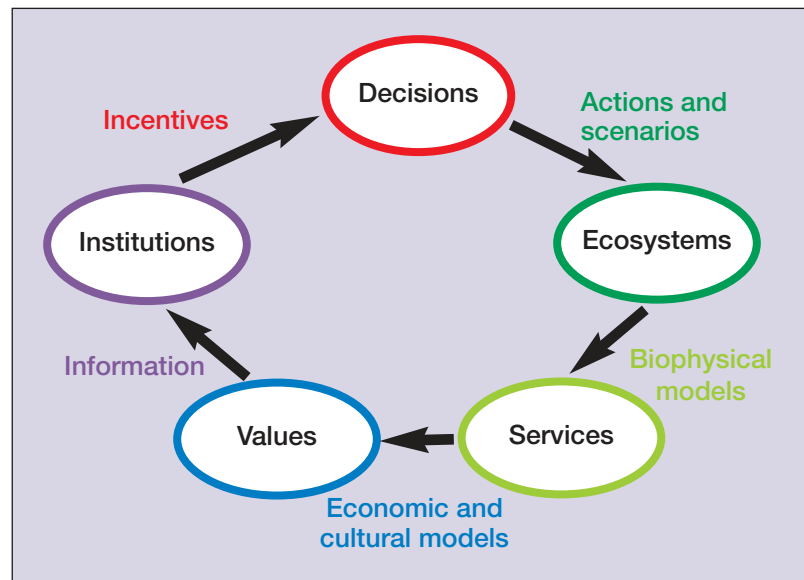 Decisions
Incentives
Actions and
scenarios
Institutions
Ecosystems
Information
Biophysical
models
Values
Services
Economic and
cultural models